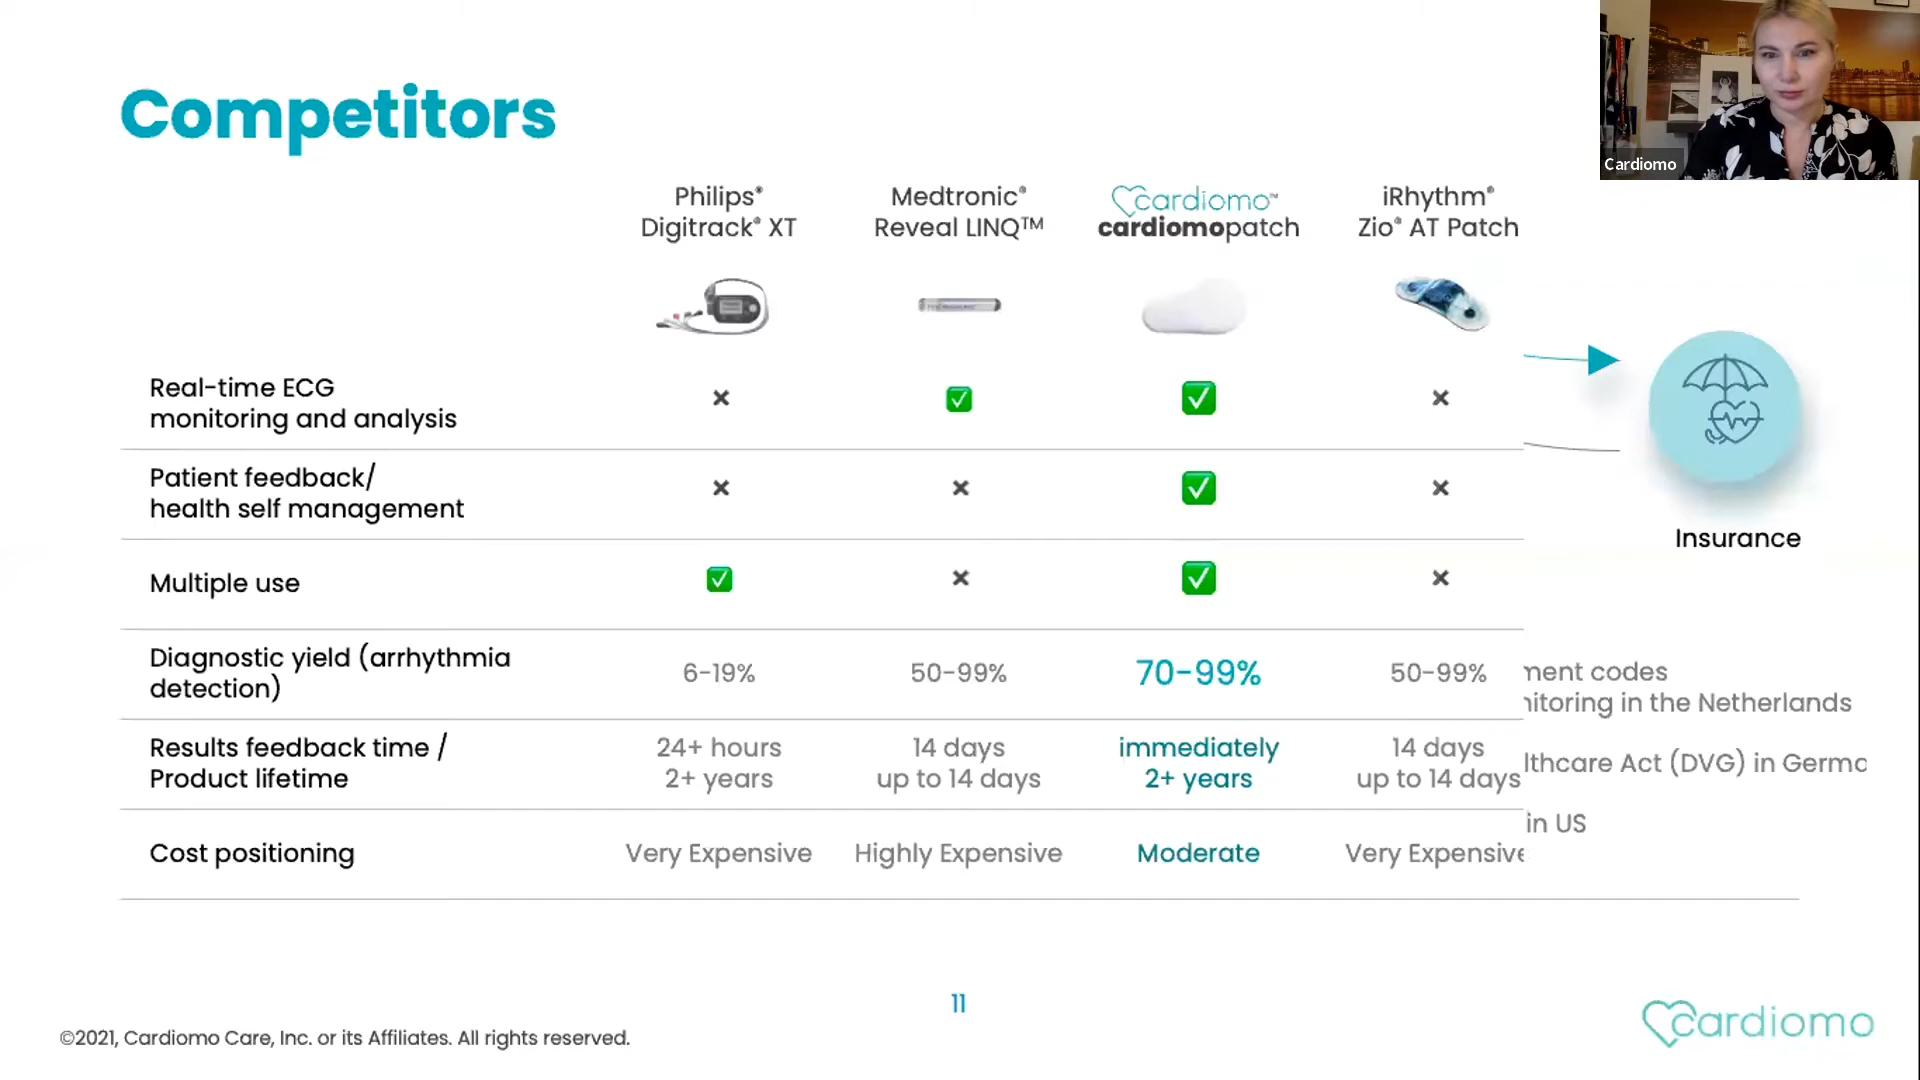 Competitors
Cardiomo
Philips®
Digitrack® XT
Medtronic®
Reveal LINQ™
cardiomo™
cardiomopatch
iRhythm®
Zio® AT Patch
Real-time ECG
monitoring and analysis
Patient feedback/
health self management
Insurance
Multiple use
Diagnostic yield (arrhythmia
detection)
6-19%
50-99%
70-99%
50-99%
ment codes
nitoring in the Netherlands
Results feedback time /
Product lifetime
24+ hours
2+ years
14 days
up to 14 days
immediately
2+ years
14 days
up to 14 days
lthcare Act (DVG) in Germa
in US
Cost positioning
Very Expensive
Highly Expensive
Moderate
Very Expensive
11
©2021, Cardiomo Care, Inc. or its Affiliates. All rights reserved.
cardiomo